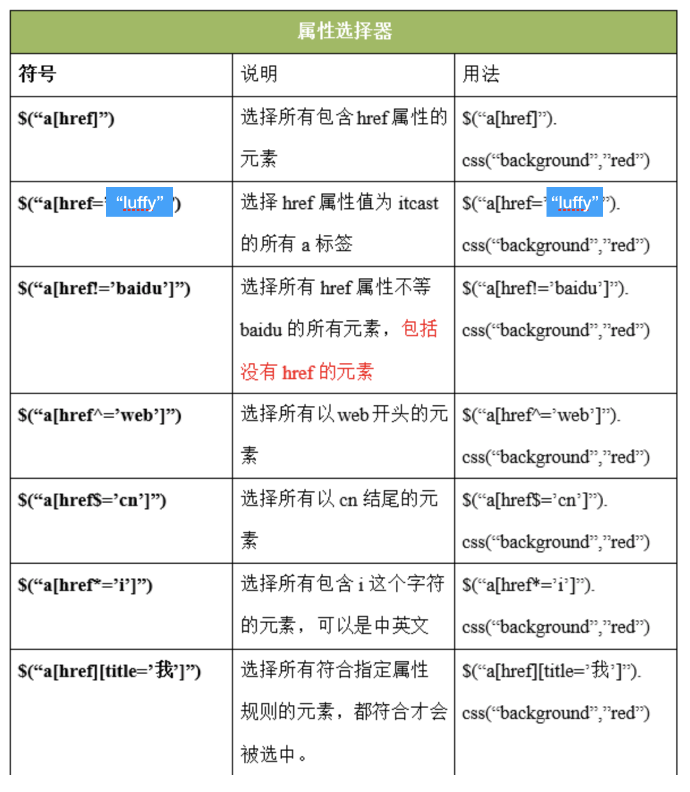 属性选择器
符号 说明 用法
$(“a[href]”) 选择所有包含 href 属性的 $(“a[href]”).
元素 css(“background”,”red”)
$(“a[href=’“luffy””) 选择 href 属性值为 itcast $(“a[href=’“luffy””).
的所有 a 标签 css(“background”,”red”)
$(“a[href!=’baidu’]”) 选择所有 href 属性不等 $(“a[href!=’baidu’]”).
baidu 的所有元素，包括 css(“background”,”red”)
没有 href 的元素
$(“a[href^=’web’]”) 选择所有以 web 开头的元 $(“a[href^=’web’]”).
素 css(“background”,”red”)
$(“a[href$=’cn’]”) 选择所有以 cn 结尾的元 $(“a[href$=’cn’]”).
素 css(“background”,”red”)
$(“a[href*=’i’]”) 选择所有包含 i 这个字符 $(“a[href*=’i’]”).
的元素，可以是中英文 css(“background”,”red”)
$(“a[href][title=’我’]”) 选择所有符合指定属性 $(“a[href][title=’我’]”).
规则的元素，都符合才会 css(“background”,”red”)
被选中。